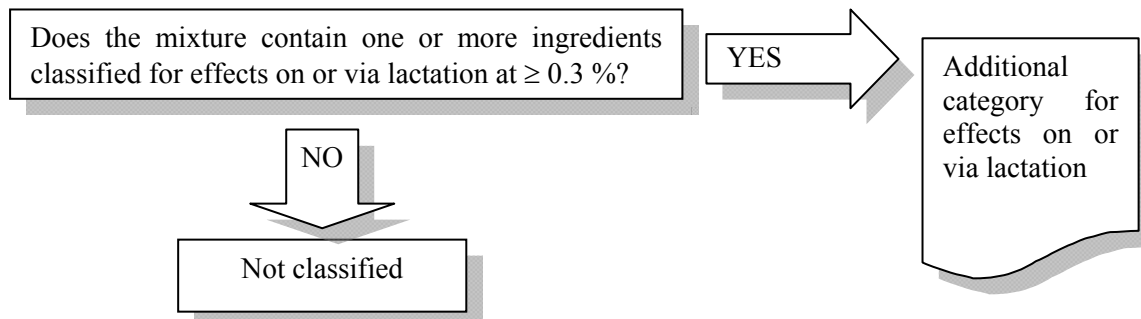 Does the mixture contain one or more ingredients
classified for effects on or via lactation at ≥ 0.3 %?
YES
Additional
category for
effects on or
via lactation
NO
Not classified